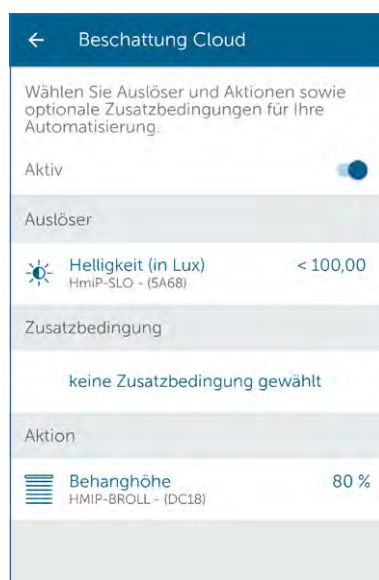 Beschattung Cloud
Wählen Sie Auslöser und Aktionen sowie
optionale Zusatzbedingungen für Ihre
Automatisierung.
Aktiv
Auslöser
Helligkeit (in Lux) < 100,00
HmiP-SLO - (5A68)
Zusatzbedingung
keine Zusatzbedingung gewählt
Aktion
Behanghöhe 80 %
HMIP-BROLL - (DC18)